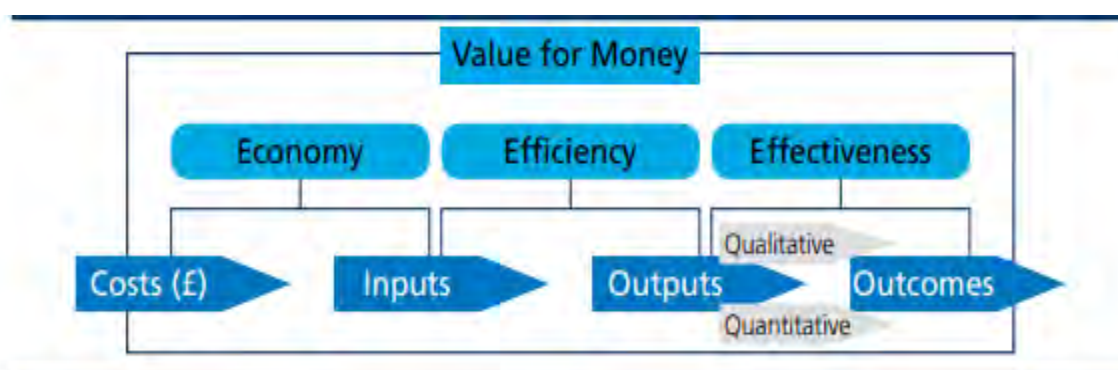 Value for Money
Economy
Efficiency
Effectiveness
Qualitative
Costs (£)
Inputs
Outputs
Outcomes
Quantitative